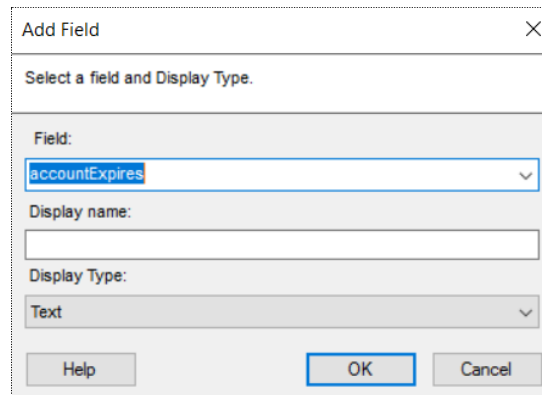 Add Field
Select a field and Display Type.
Field:
accountExpires
Display name:
Display Type:
Text
Help OK Cancel